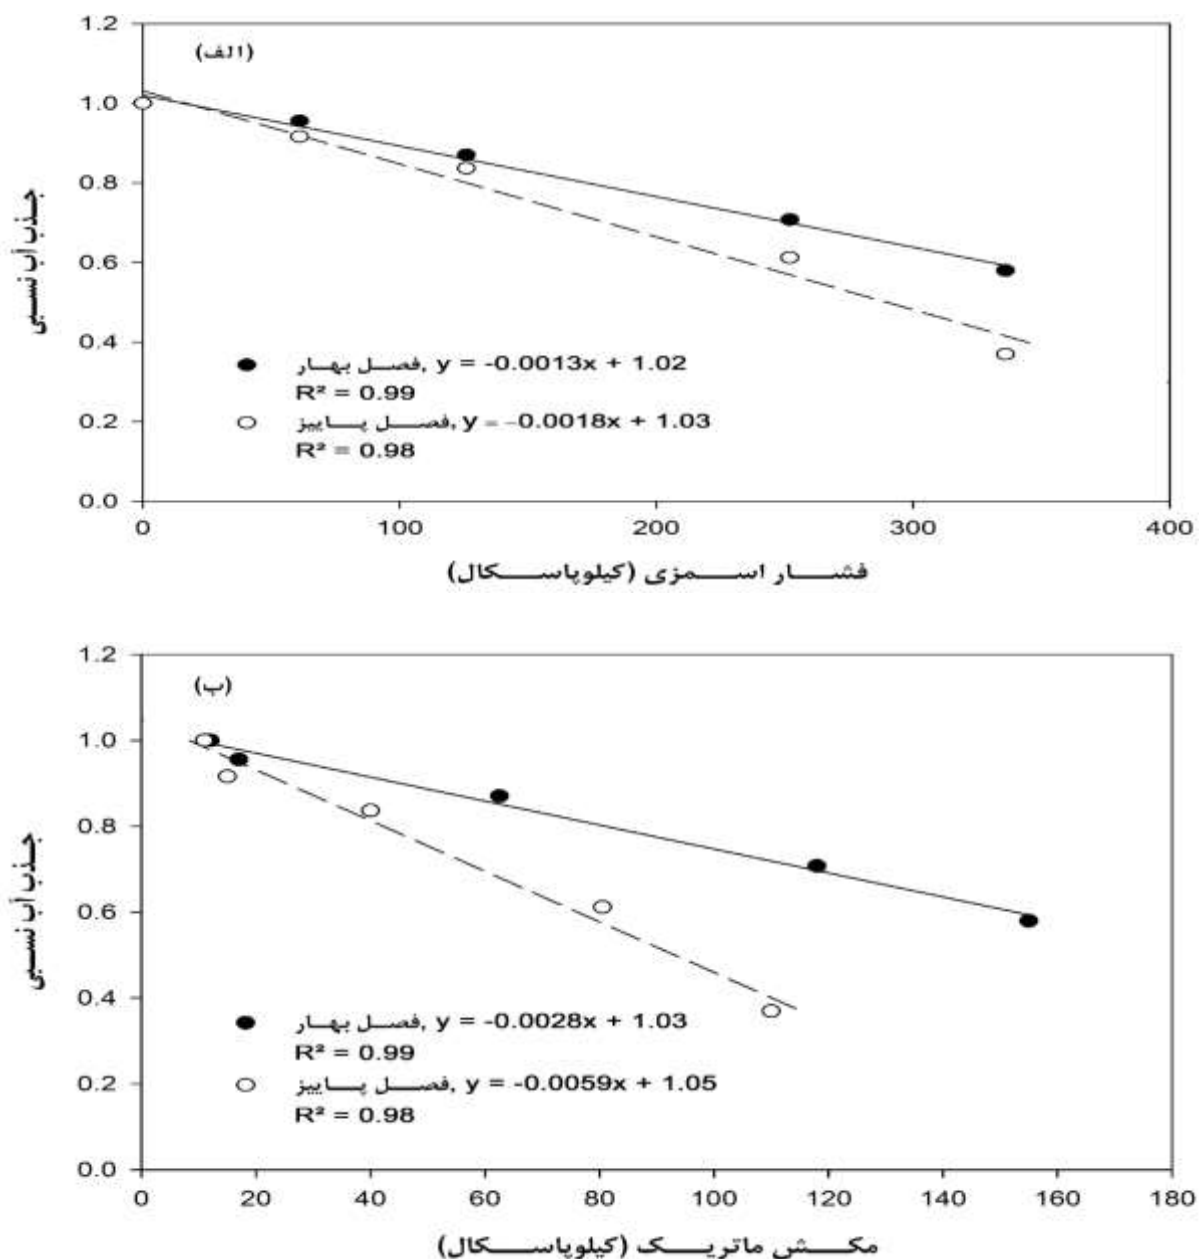 (الف)
1.2
1.0
0.8
0.6
0.4
0.2
0.0
جذب آب نسبی
فصل بهار, y = -0.0013x + 1.02
R² = 0.99
فصل پاییز, y = -0.0018x + 1.03
R² = 0.98
0 100 200 300 400
فشار اسمزی (کیلوپاسکال)
(ب)
1.2
1.0
0.8
0.6
0.4
0.2
0.0
جذب آب نسبی
فصل بهار, y = -0.0028x + 1.03
R² = 0.99
فصل پاییز, y = -0.0059x + 1.05
R² = 0.98
0 20 40 60 80 100 120 140 160 180
مکش ماتریک (کیلوپاسکال)